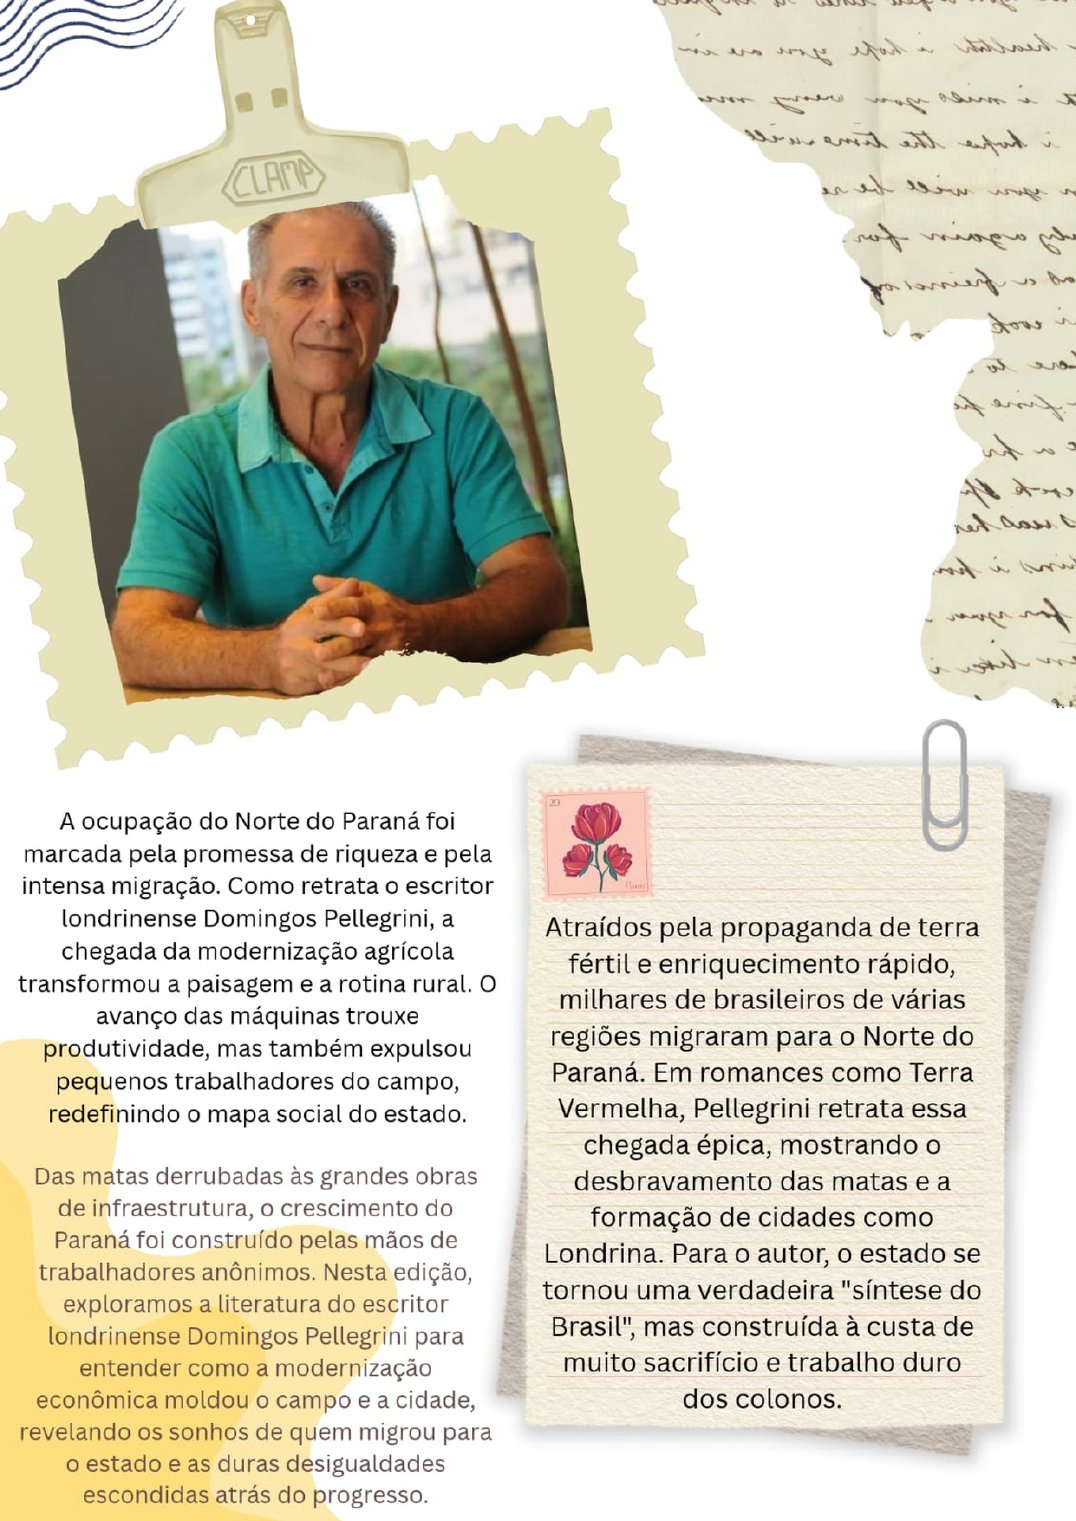 CLAMP
A ocupação do Norte do Paraná foi
marcada pela promessa de riqueza e pela
intensa migração. Como retrata o escritor
londrinense Domingos Pellegrini, a
chegada da modernização agrícola
transformou a paisagem e a rotina rural. O
avanço das máquinas trouxe
produtividade, mas também expulsou
pequenos trabalhadores do campo,
redefinindo o mapa social do estado.
Das matas derrubadas às grandes obras
de infraestrutura, o crescimento do
Paraná foi construído pelas mãos de
trabalhadores anônimos. Nesta edição,
exploramos a literatura do escritor
londrinense Domingos Pellegrini para
entender como a modernização
econômica moldou o campo e a cidade,
revelando os sonhos de quem migrou para
o estado e as duras desigualdades
escondidas atrás do progresso.
20
Atraídos pela propaganda de terra
fértil e enriquecimento rápido,
milhares de brasileiros de várias
regiões migraram para o Norte do
Paraná. Em romances como Terra
Vermelha, Pellegrini retrata essa
chegada épica, mostrando o
desbravamento das matas e a
formação de cidades como
Londrina. Para o autor, o estado se
tornou uma verdadeira "síntese do
Brasil", mas construída à custa de
muito sacrifício e trabalho duro
dos colonos.